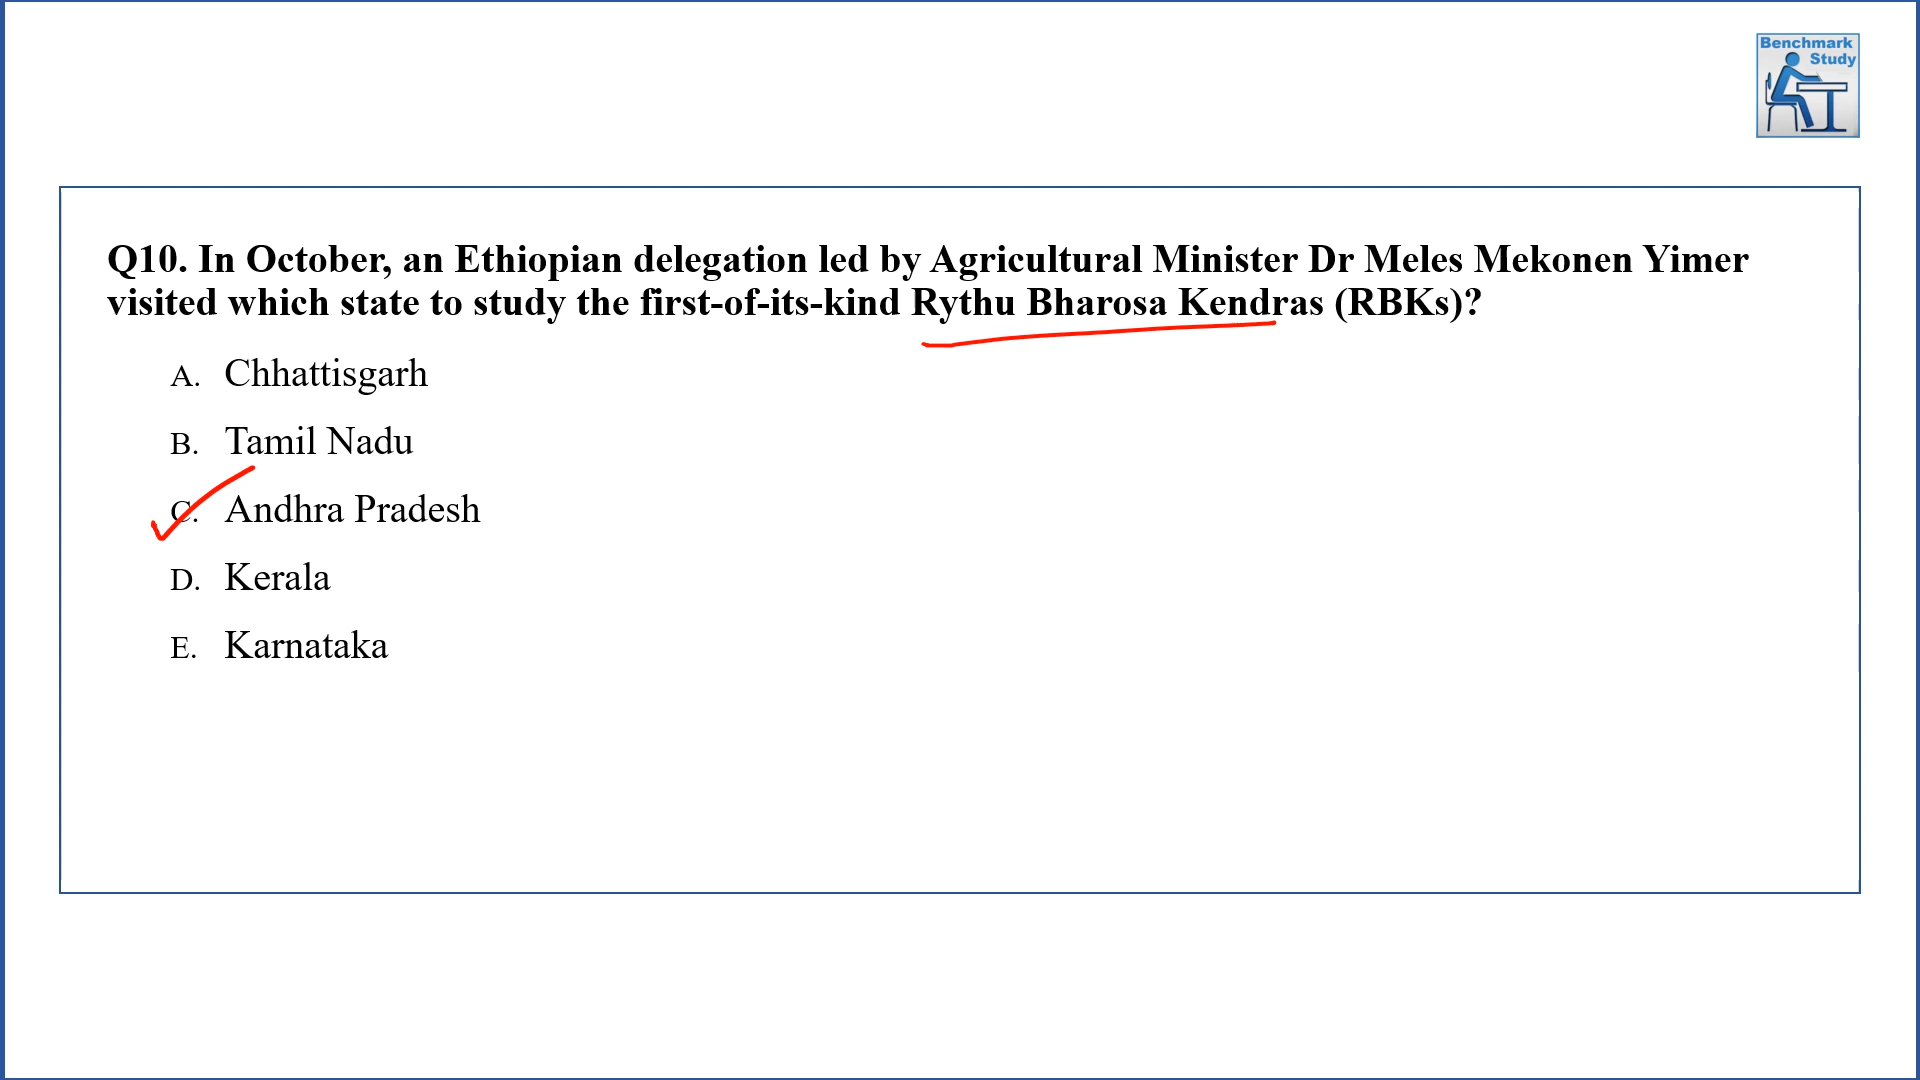 Benchmark
Study
Q10. In October, an Ethiopian delegation led by Agricultural Minister Dr Meles Mekonen Yimer
visited which state to study the first-of-its-kind Rythu Bharosa Kendras (RBKs)?
A. Chhattisgarh
B. Tamil Nadu
C. Andhra Pradesh
D. Kerala
E. Karnataka